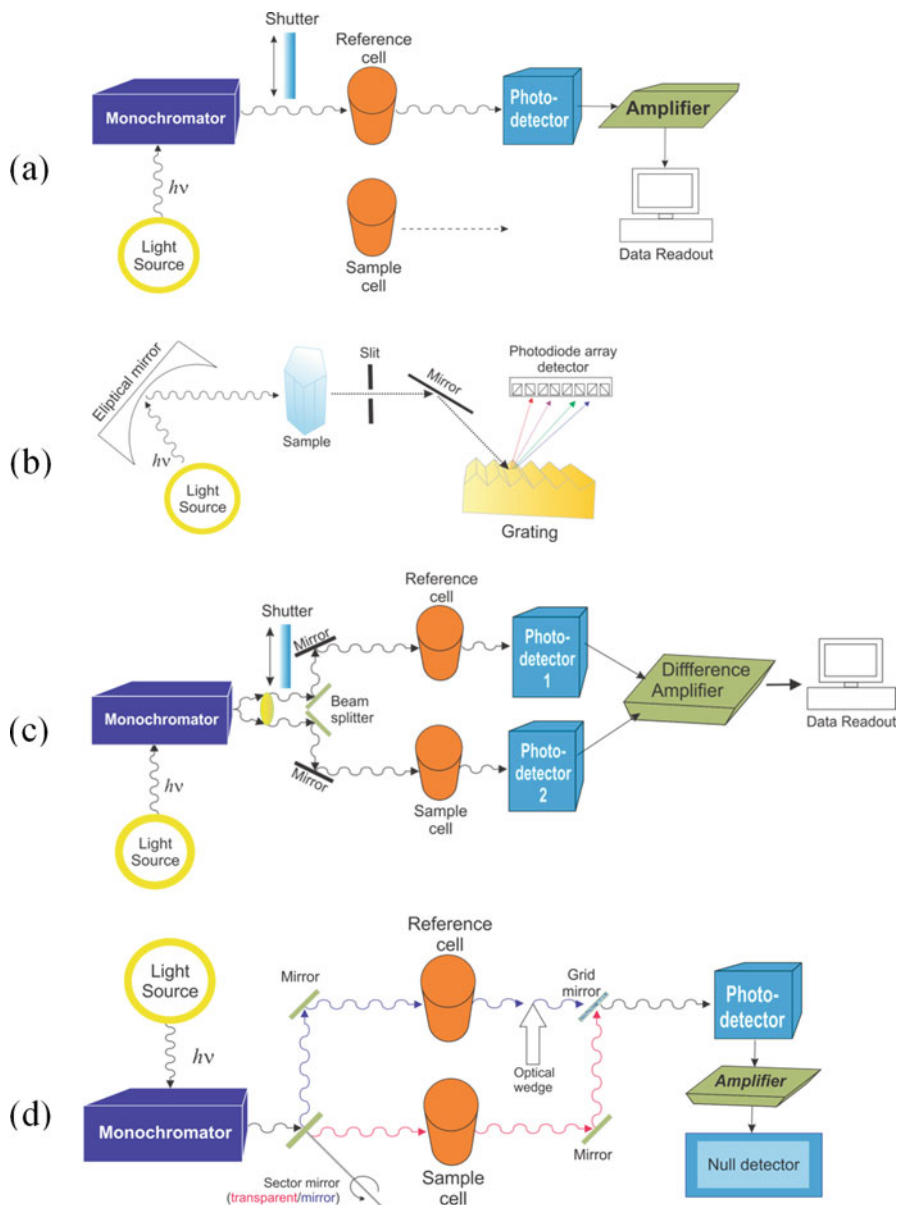 Shutter
Reference
cell
Monochromator
Photo-
detector
Amplifier
(a)
hν
Light
Source
Sample
cell
Data Readout
Eliptical mirror
Slit
Mirror
Photodiode array
detector
Sample
(b)
hν
Light
Source
Grating
Reference
cell
Shutter
Mirror
Photo-
detector
1
Diffference
Amplifier
Monochromator
Beam
splitter
Data Readout
(c)
hν
Mirror
Photo-
detector
2
Sample
cell
Light
Source
Reference
cell
Light
Source
Mirror
Grid
mirror
Photo-
detector
hν
Optical
wedge
Amplifier
(d)
Monochromator
Mirror
Null detector
Sector mirror
(transparent/mirror)
Sample
cell